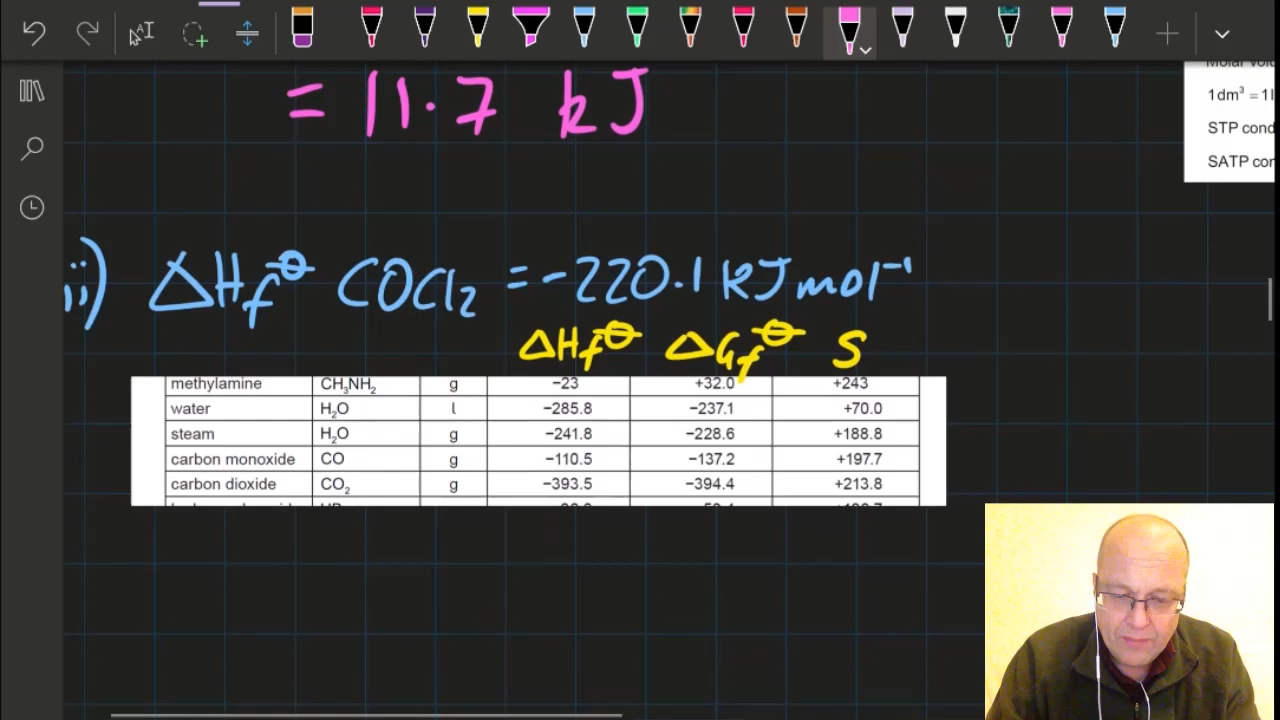 Molar volu
= 11.7 kJ
1 dm³ = 1 l
STP cond
SATP cor
ii) ΔHf⦵ COCl₂ = -220.1 kJ mol⁻¹
ΔHf⦵ ΔGf⦵ S
methylamine CH₃NH₂ g −23 +32.0 +243
water H₂O l −285.8 −237.1 +70.0
steam H₂O g −241.8 −228.6 +188.8
carbon monoxide CO g −110.5 −137.2 +197.7
carbon dioxide CO₂ g −393.5 −394.4 +213.8